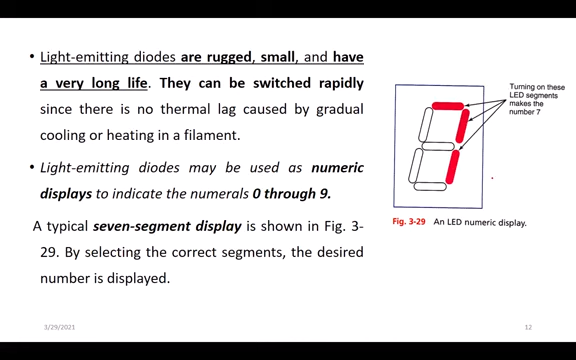 • Light-emitting diodes are rugged, small, and have
a very long life. They can be switched rapidly
since there is no thermal lag caused by gradual
cooling or heating in a filament.
• Light-emitting diodes may be used as numeric
displays to indicate the numerals 0 through 9.
A typical seven-segment display is shown in Fig. 3-
29. By selecting the correct segments, the desired
number is displayed.
Turning on these
LED segments
makes the
number 7
Fig. 3-29 An LED numeric display.
3/29/2021
12